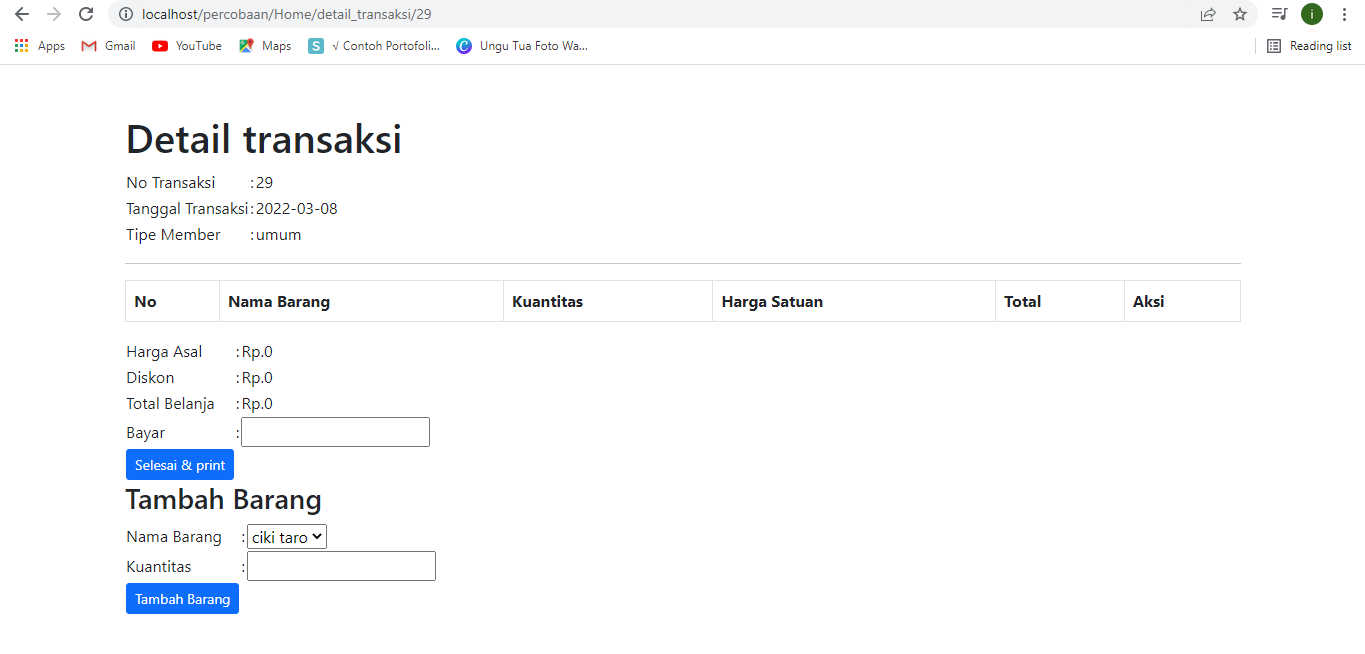 localhost/percobaan/Home/detail_transaksi/29
i
Apps Gmail YouTube Maps S √ Contoh Portofoli... C Ungu Tua Foto Wa... Reading list
Detail transaksi
No Transaksi :29
Tanggal Transaksi:2022-03-08
Tipe Member :umum
No Nama Barang Kuantitas Harga Satuan Total Aksi
Harga Asal :Rp.0
Diskon :Rp.0
Total Belanja :Rp.0
Bayar :
Selesai & print
Tambah Barang
Nama Barang : ciki taro
Kuantitas :
Tambah Barang